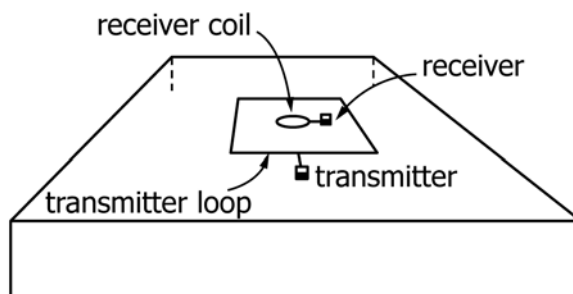 receiver coil
receiver
transmitter
transmitter loop